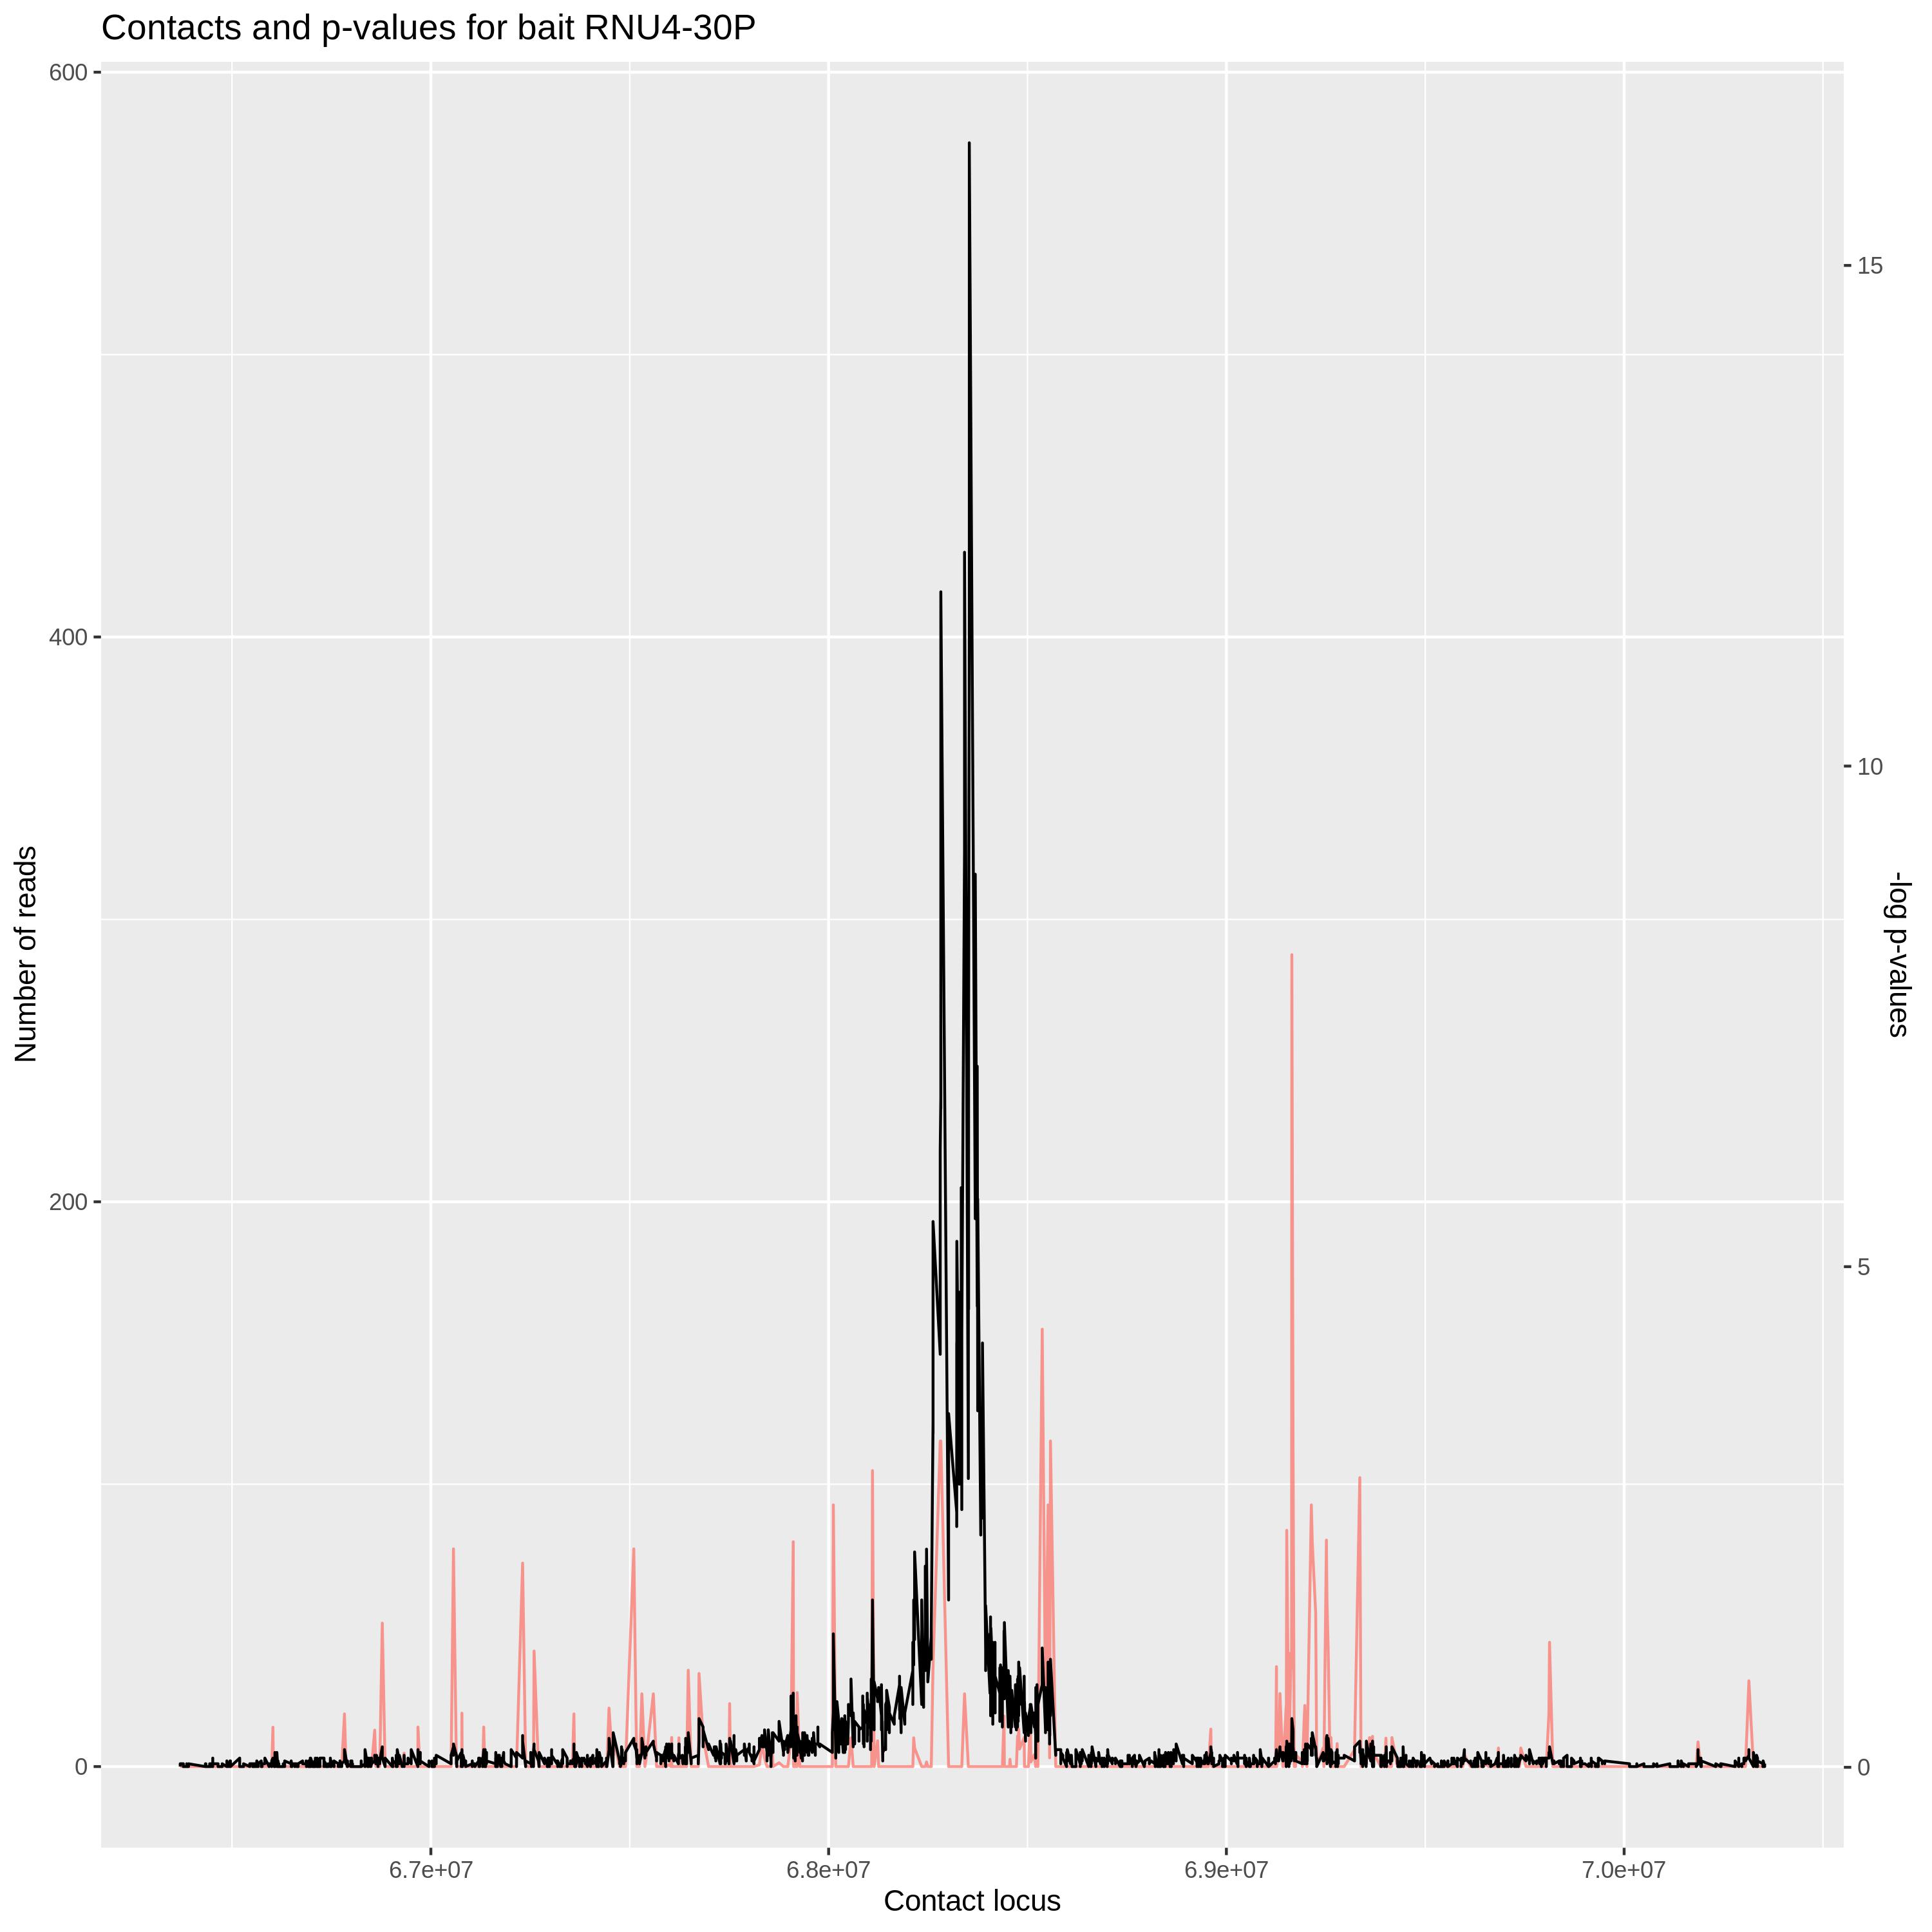 Contacts and p-values for bait RNU4-30P
600
400
200
0
15
10
5
0
Number of reads
-log p-values
6.7e+07
6.8e+07
6.9e+07
7.0e+07
Contact locus